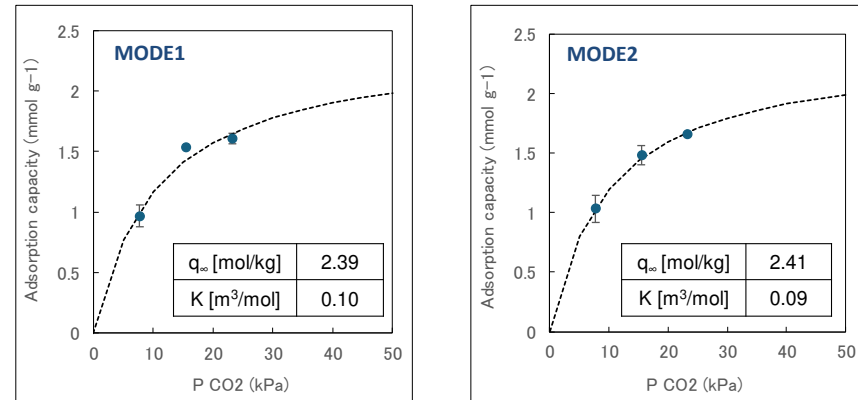 MODE1
Adsorption capacity (mmol g−1)
2.5
2
1.5
1
0.5
0
q∞ [mol/kg] 2.39
K [m³/mol] 0.10
0 10 20 30 40 50
P CO2 (kPa)
MODE2
Adsorption capacity (mmol g−1)
2.5
2
1.5
1
0.5
0
q∞ [mol/kg] 2.41
K [m³/mol] 0.09
0 10 20 30 40 50
P CO2 (kPa)